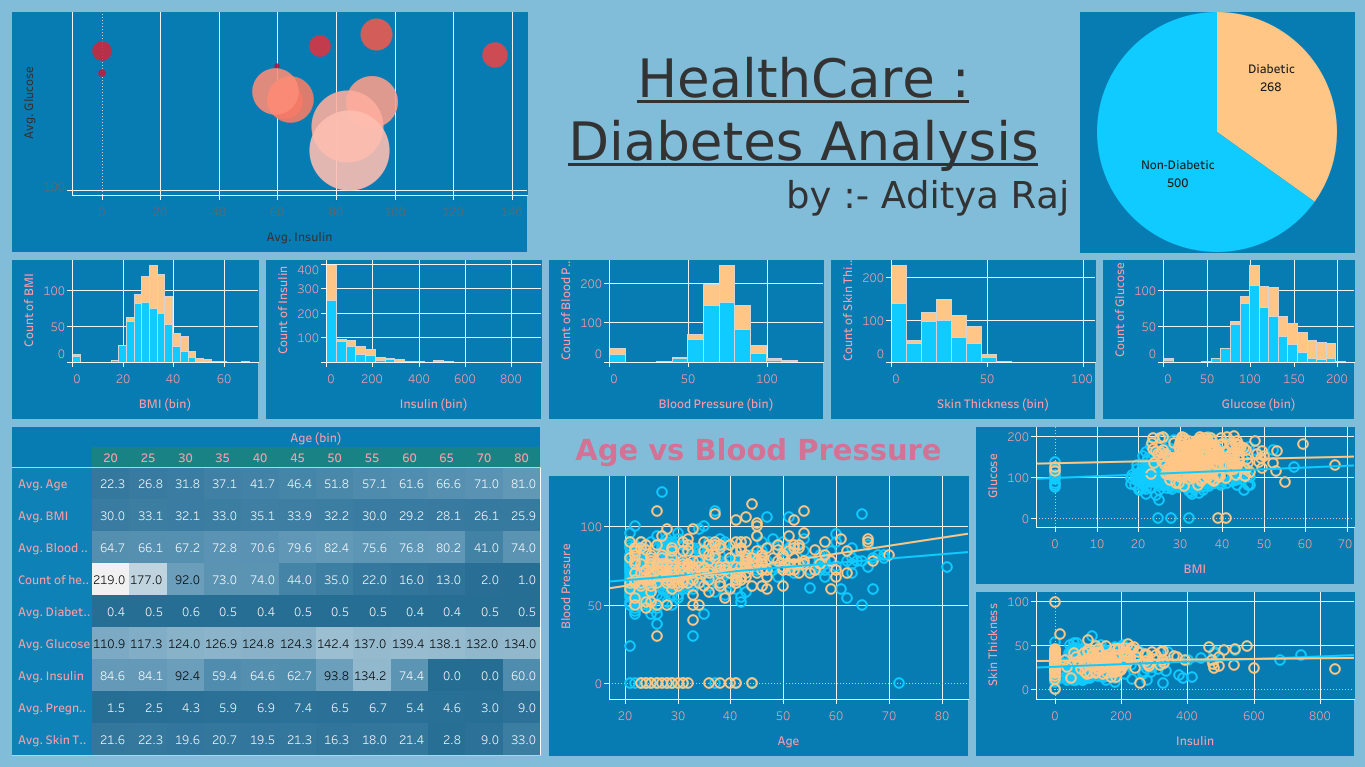 Avg. Glucose
100
0 20 40 60 80 100 120 140
Avg. Insulin
HealthCare :
Diabetes Analysis
by :- Aditya Raj
Diabetic
268
Non-Diabetic
500
Count of BMI
100
50
0
0 20 40 60
BMI (bin)
Count of Insulin
400
300
200
100
0 200 400 600 800
Insulin (bin)
Count of Blood P..
200
100
0
0 50 100
Blood Pressure (bin)
Count of Skin Thi..
200
100
0
0 50 100
Skin Thickness (bin)
Count of Glucose
100
50
0
0 50 100 150 200
Glucose (bin)
Age (bin)
20 25 30 35 40 45 50 55 60 65 70 80
Avg. Age 22.3 26.8 31.8 37.1 41.7 46.4 51.8 57.1 61.6 66.6 71.0 81.0
Avg. BMI 30.0 33.1 32.1 33.0 35.1 33.9 32.2 30.0 29.2 28.1 26.1 25.9
Avg. Blood .. 64.7 66.1 67.2 72.8 70.6 79.6 82.4 75.6 76.8 80.2 41.0 74.0
Count of he.. 219.0 177.0 92.0 73.0 74.0 44.0 35.0 22.0 16.0 13.0 2.0 1.0
Avg. Diabet.. 0.4 0.5 0.6 0.5 0.4 0.5 0.5 0.5 0.4 0.4 0.5 0.5
Avg. Glucose 110.9 117.3 124.0 126.9 124.8 124.3 142.4 137.0 139.4 138.1 132.0 134.0
Avg. Insulin 84.6 84.1 92.4 59.4 64.6 62.7 93.8 134.2 74.4 0.0 0.0 60.0
Avg. Pregn.. 1.5 2.5 4.3 5.9 6.9 7.4 6.5 6.7 5.4 4.6 3.0 9.0
Avg. Skin T.. 21.6 22.3 19.6 20.7 19.5 21.3 16.3 18.0 21.4 2.8 9.0 33.0
Age vs Blood Pressure
Blood Pressure
100
50
0
20 30 40 50 60 70 80
Age
Glucose
200
100
0
0 10 20 30 40 50 60 70
BMI
Skin Thickness
100
50
0
0 200 400 600 800
Insulin